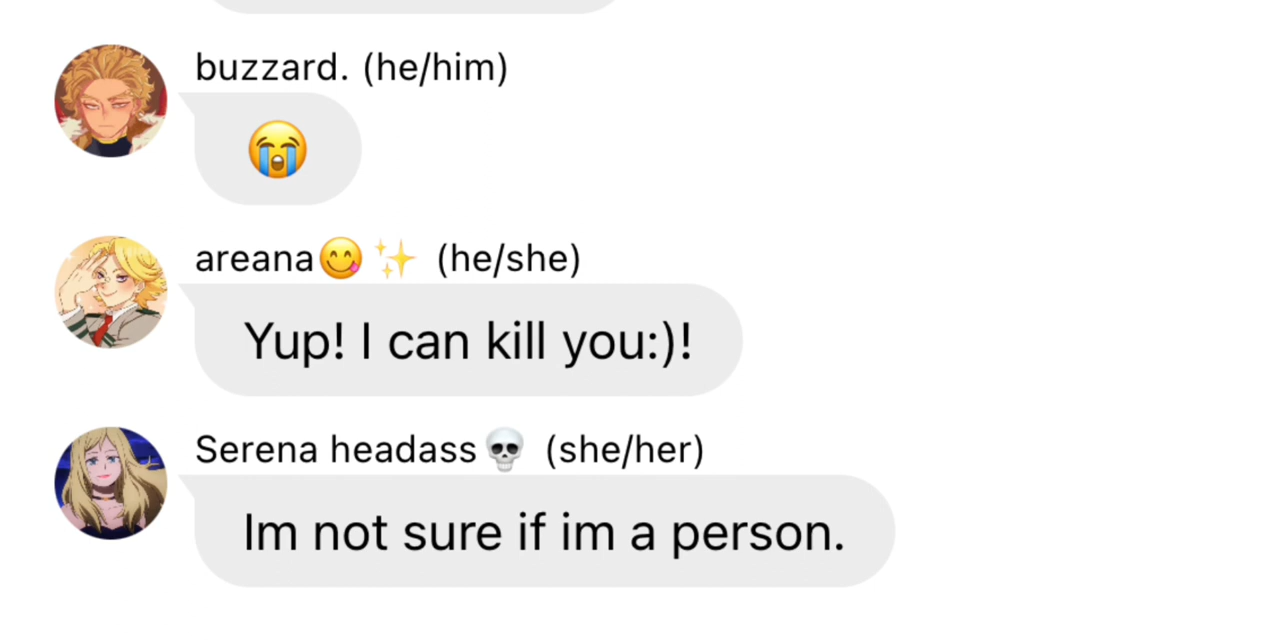 buzzard. (he/him)
😭
areana😋✨ (he/she)
Yup! I can kill you:)!
Serena headass💀 (she/her)
Im not sure if im a person.